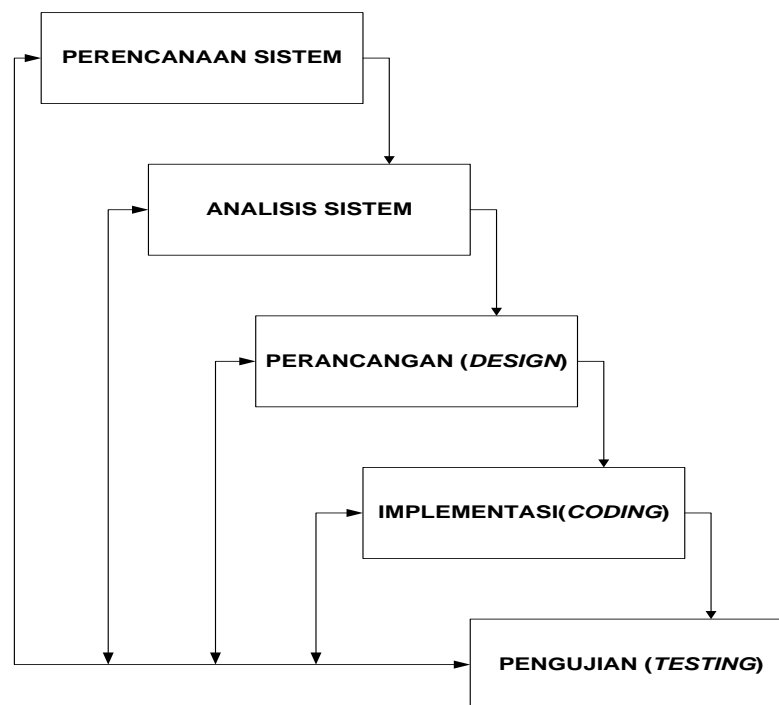 PERENCANAAN SISTEM
ANALISIS SISTEM
PERANCANGAN (DESIGN)
IMPLEMENTASI(CODING)
PENGUJIAN (TESTING)